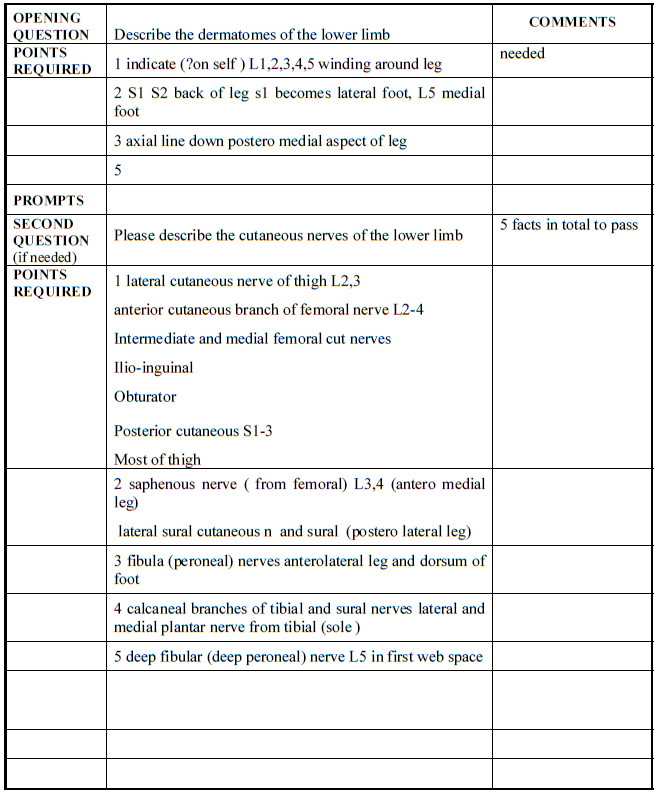 OPENING
QUESTION
Describe the dermatomes of the lower limb
COMMENTS
POINTS
REQUIRED
1 indicate (?on self ) L1,2,3,4,5 winding around leg
needed
2 S1 S2 back of leg s1 becomes lateral foot, L5 medial
foot
3 axial line down postero medial aspect of leg
5
PROMPTS
SECOND
QUESTION
(if needed)
Please describe the cutaneous nerves of the lower limb
5 facts in total to pass
POINTS
REQUIRED
1 lateral cutaneous nerve of thigh L2,3
anterior cutaneous branch of femoral nerve L2-4
Intermediate and medial femoral cut nerves
Ilio-inguinal
Obturator
Posterior cutaneous S1-3
Most of thigh
2 saphenous nerve ( from femoral) L3,4 (antero medial
leg)
lateral sural cutaneous n and sural (postero lateral leg)
3 fibula (peroneal) nerves anterolateral leg and dorsum of
foot
4 calcaneal branches of tibial and sural nerves lateral and
medial plantar nerve from tibial (sole )
5 deep fibular (deep peroneal) nerve L5 in first web space